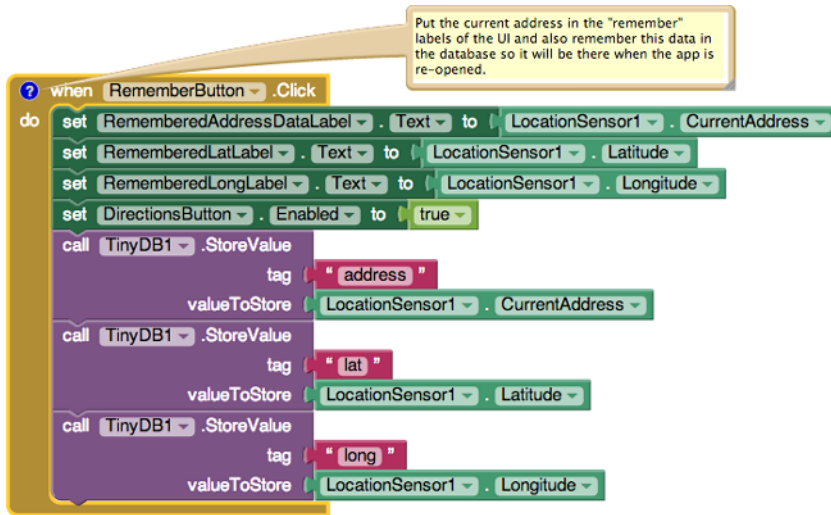 Put the current address in the "remember"
labels of the UI and also remember this data in
the database so it will be there when the app is
re-opened.
? when RememberButton .Click
do set RememberedAddressDataLabel . Text to LocationSensor1 . CurrentAddress
set RememberedLatLabel . Text to LocationSensor1 . Latitude
set RememberedLongLabel . Text to LocationSensor1 . Longitude
set DirectionsButton . Enabled to true
call TinyDB1 .StoreValue
tag " address "
valueToStore LocationSensor1 . CurrentAddress
call TinyDB1 .StoreValue
tag " lat "
valueToStore LocationSensor1 . Latitude
call TinyDB1 .StoreValue
tag " long "
valueToStore LocationSensor1 . Longitude